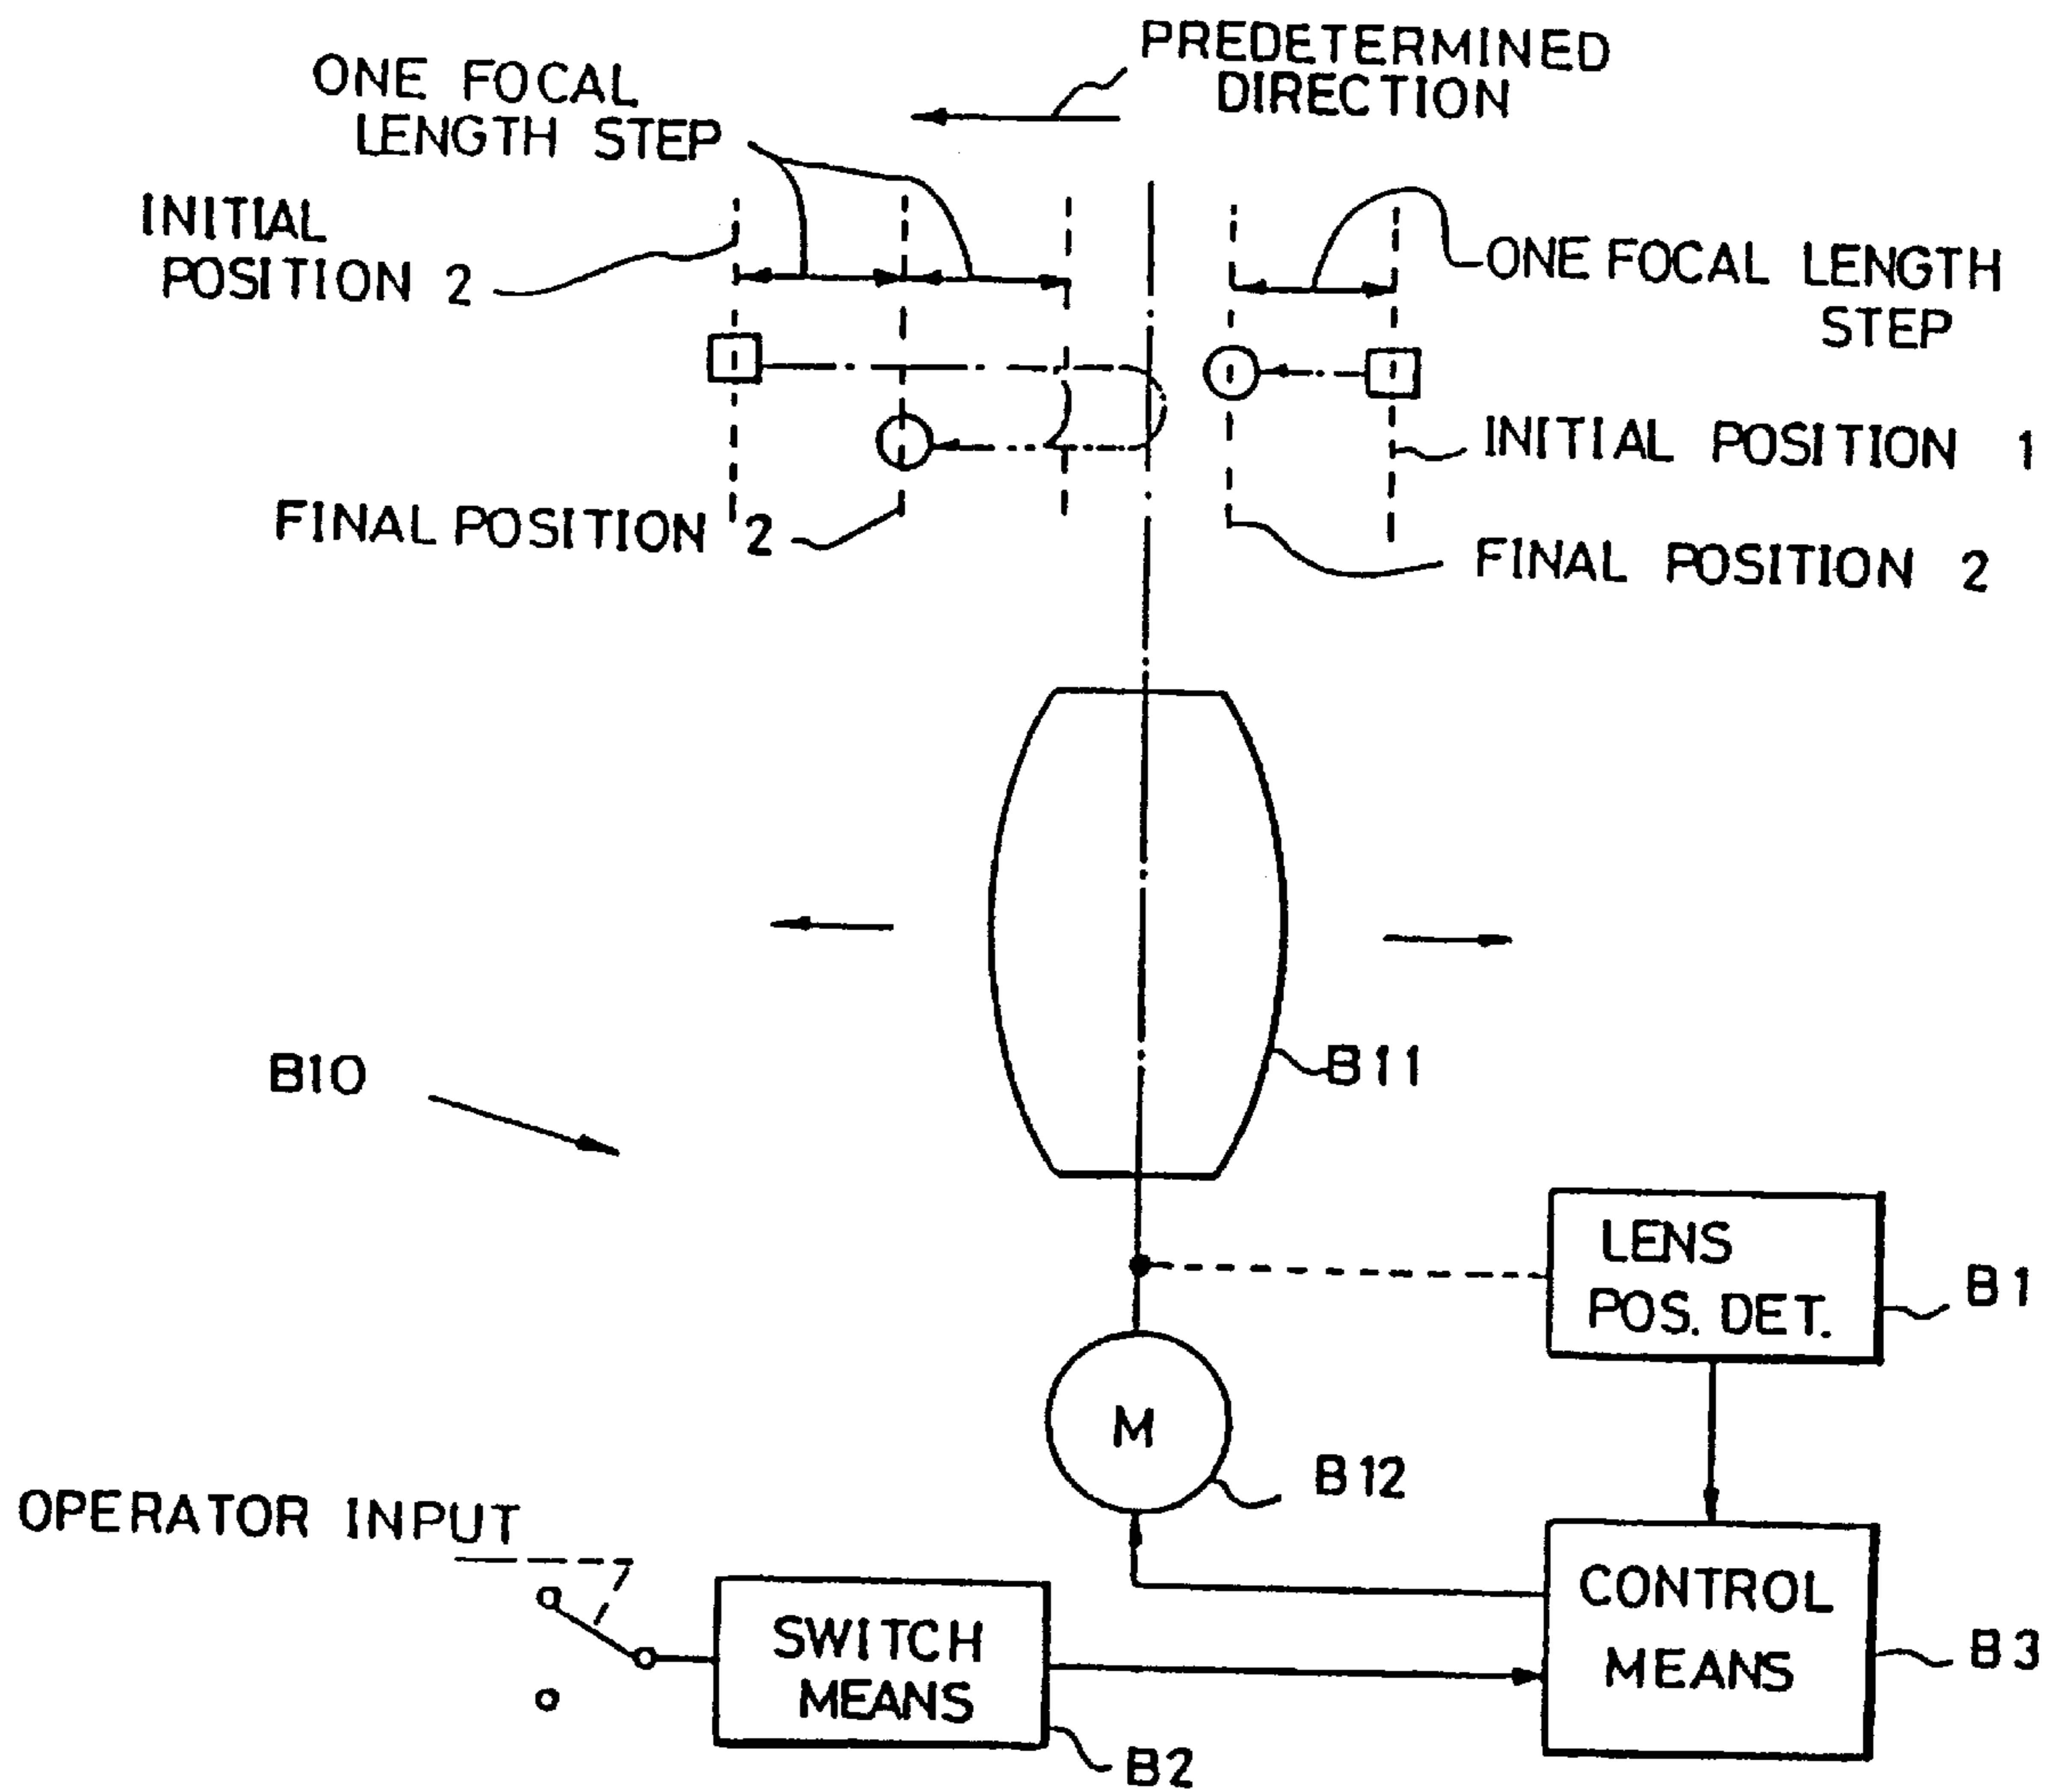 PREDETERMINED
DIRECTION
ONE FOCAL
LENGTH STEP
INITIAL
POSITION 2
ONE FOCAL LENGTH
STEP
INITIAL POSITION 1
FINAL POSITION 2
FINAL POSITION 2
B10
B11
LENS
POS. DET.
B1
M
B12
OPERATOR INPUT
SWITCH
MEANS
B2
CONTROL
MEANS
B3